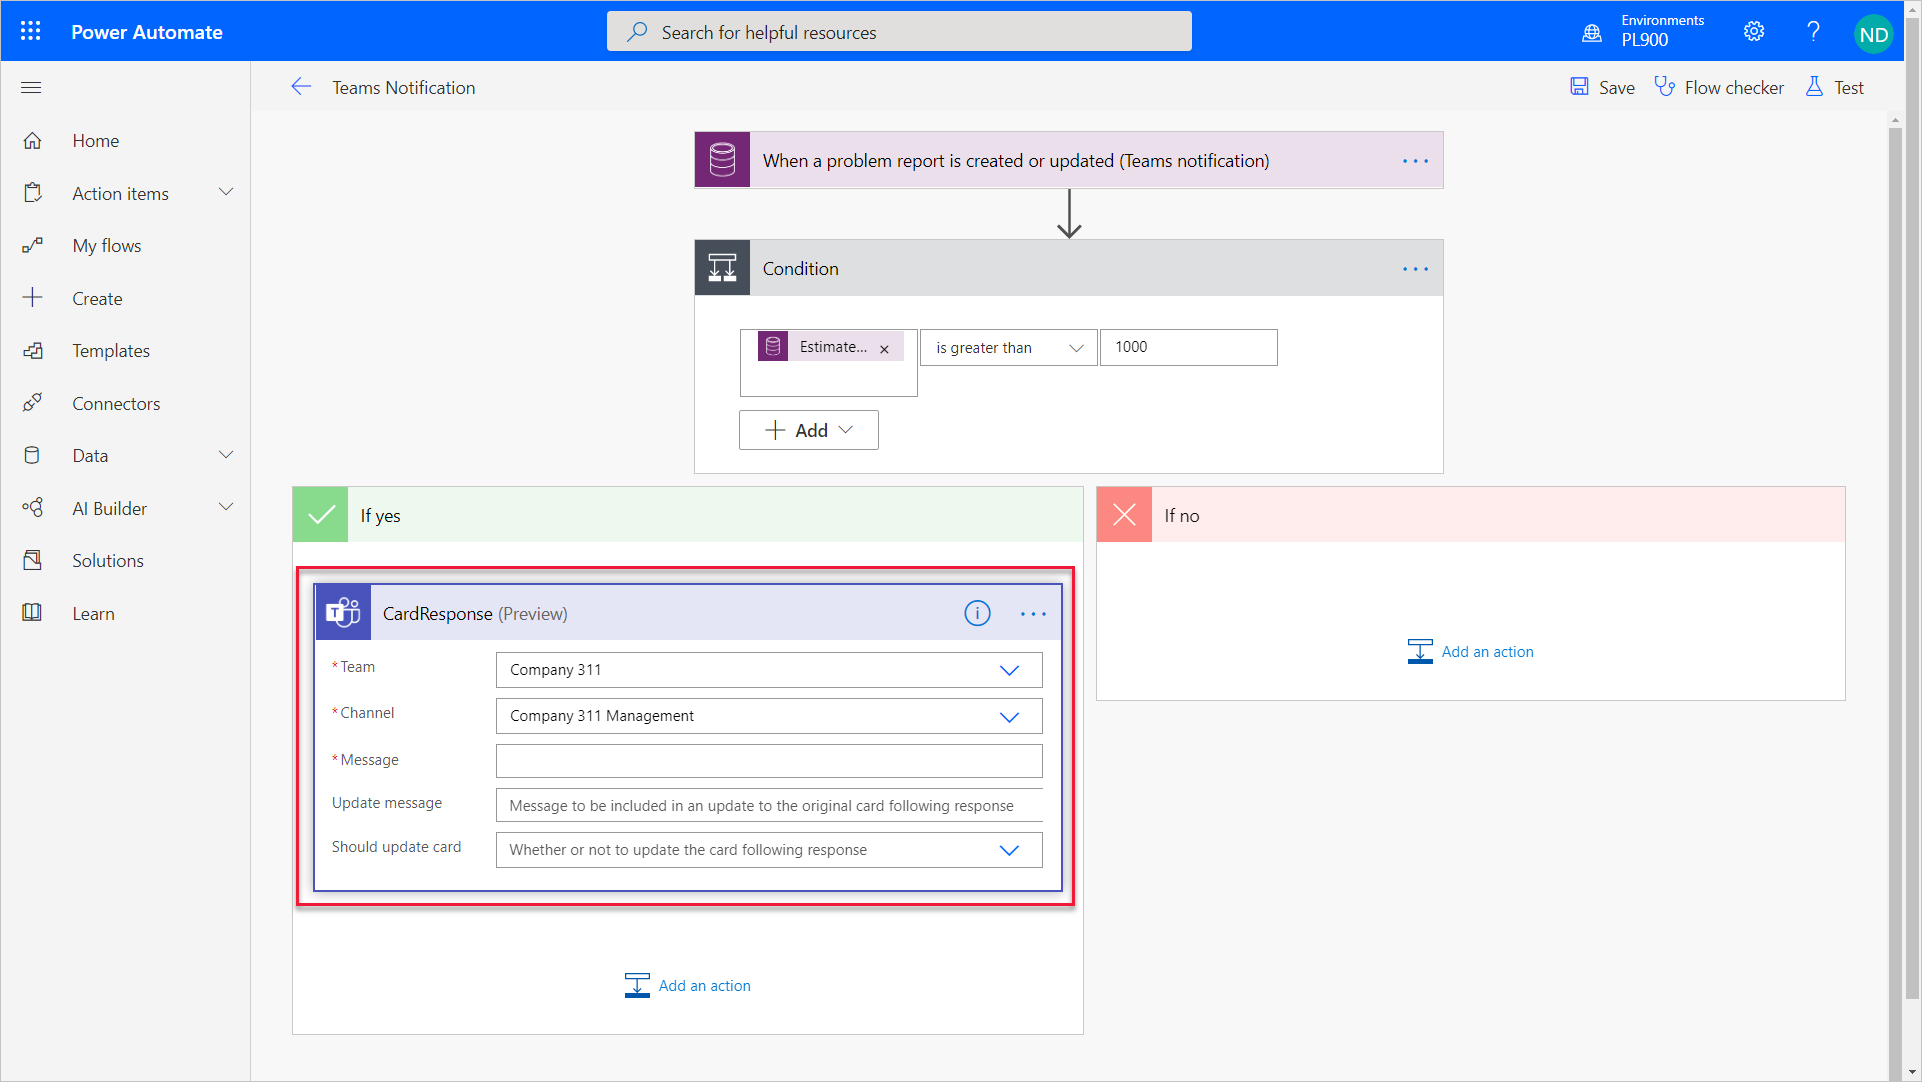 Power Automate
Search for helpful resources
Environments
PL900
?
ND
Teams Notification
Save
Flow checker
Test
Home
Action items
My flows
Create
Templates
Connectors
Data
AI Builder
Solutions
Learn
When a problem report is created or updated (Teams notification)
Condition
Estimate...
is greater than
1000
Add
If yes
If no
T
CardResponse (Preview)
i
* Team
Company 311
* Channel
Company 311 Management
* Message
Update message
Message to be included in an update to the original card following response
Should update card
Whether or not to update the card following response
Add an action
Add an action